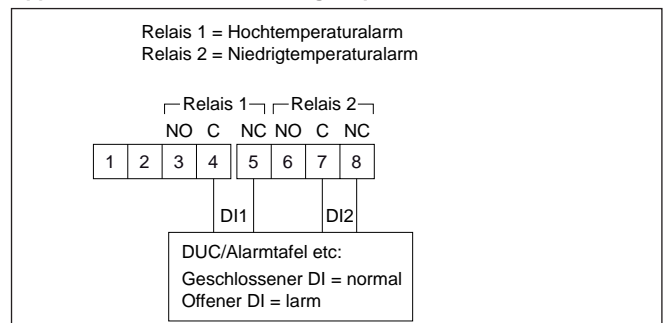 Relais 1 = Hochtemperaturalarm
Relais 2 = Niedrigtemperaturalarm
Relais 1 Relais 2
NO C NC NO C NC
1 2 3 4 5 6 7 8
DI1 DI2
DUC/Alarmtafel etc:
Geschlossener DI = normal
Offener DI = larm